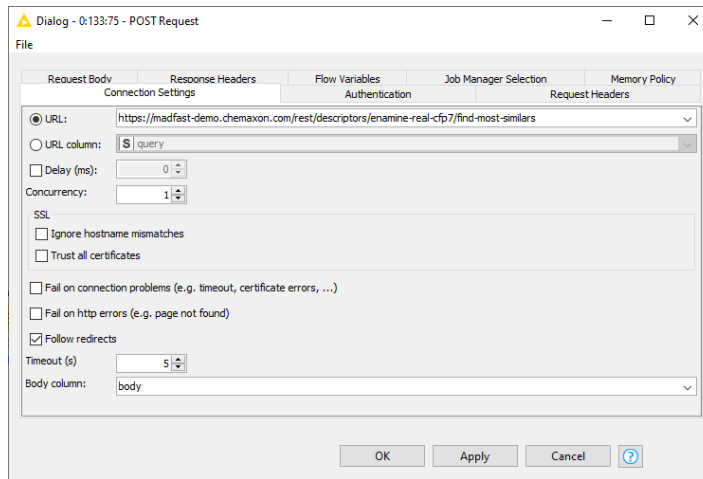 Dialog - 0:133:75 - POST Request
File
Request Body Response Headers Flow Variables Job Manager Selection Memory Policy
Connection Settings Authentication Request Headers
URL: https://madfast-demo.chemaxon.com/rest/descriptors/enamine-real-cfp7/find-most-similars
URL column: S query
Delay (ms): 0
Concurrency: 1
SSL
Ignore hostname mismatches
Trust all certificates
Fail on connection problems (e.g. timeout, certificate errors, ...)
Fail on http errors (e.g. page not found)
Follow redirects
Timeout (s) 5
Body column: body
OK Apply Cancel ?